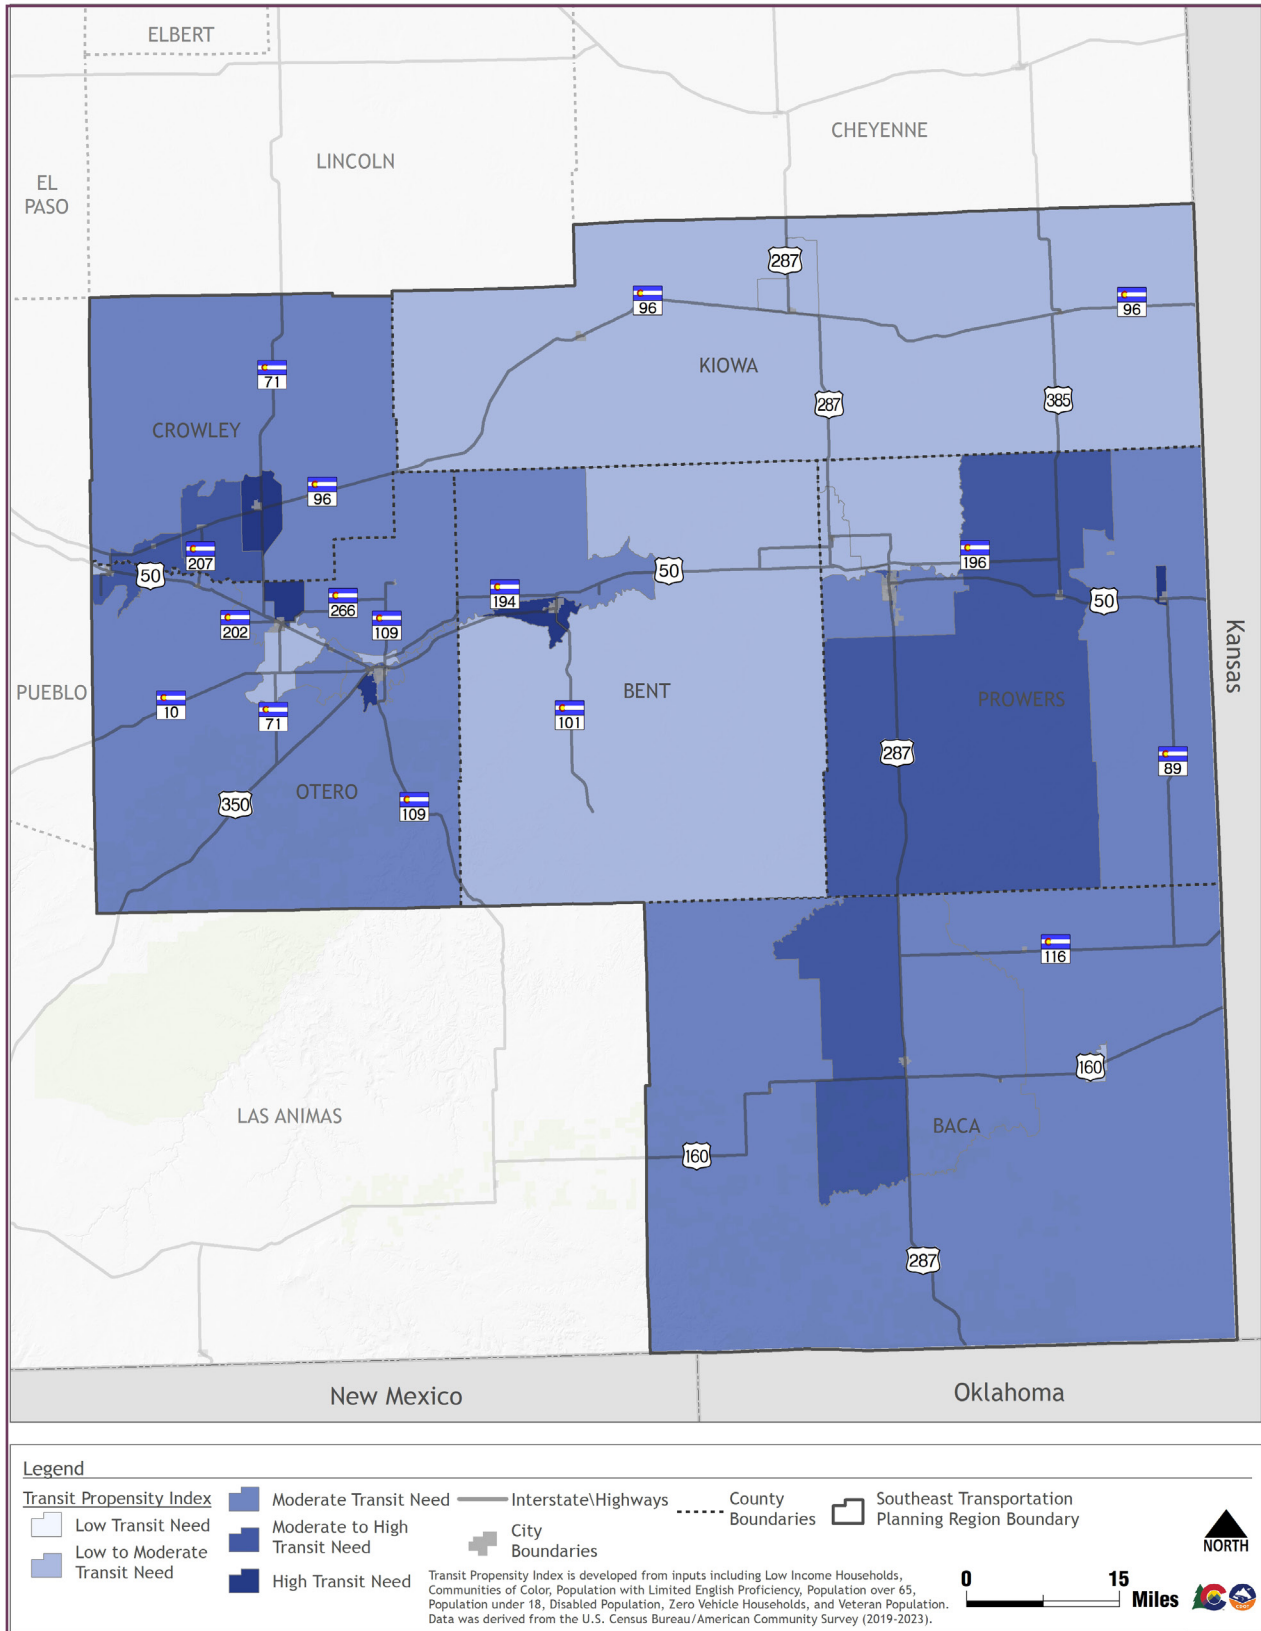 ELBERT
CHEYENNE
LINCOLN
EL
PASO
287
96
96
KIOWA
71
287
385
CROWLEY
96
207
50
50
196
194
266
202
109
50
Kansas
PUEBLO
10
71
BENT
101
PROWERS
287
89
350
OTERO
109
116
160
LAS ANIMAS
BACA
160
287
New Mexico
Oklahoma
Legend
Transit Propensity Index
Low Transit Need
Low to Moderate
Transit Need
Moderate Transit Need
Moderate to High
Transit Need
High Transit Need
Interstate\Highways
City
Boundaries
County
Boundaries
Southeast Transportation
Planning Region Boundary
NORTH
Transit Propensity Index is developed from inputs including Low Income Households,
Communities of Color, Population with Limited English Proficiency, Population over 65,
Population under 18, Disabled Population, Zero Vehicle Households, and Veteran Population.
Data was derived from the U.S. Census Bureau/American Community Survey (2019-2023).
0
15
Miles